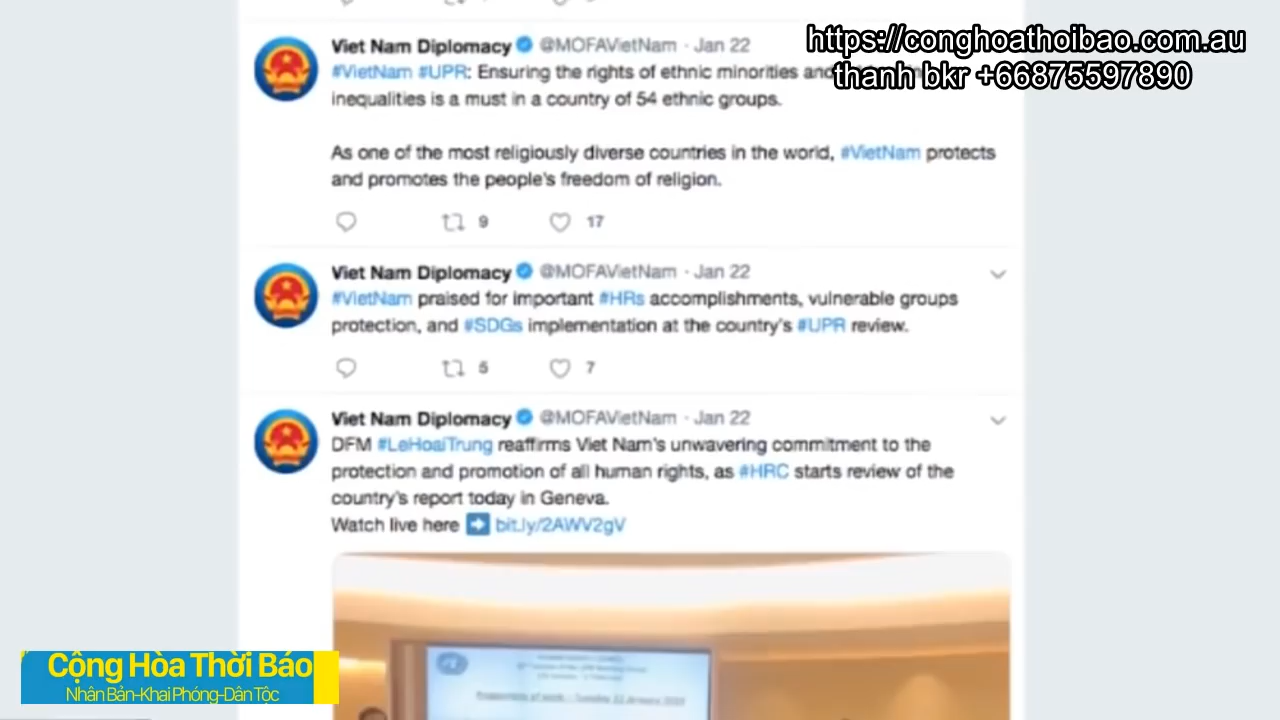 https://conghoathoibao.com.au
thanh bkr +66875597890
Viet Nam Diplomacy @MOFAVietNam · Jan 22
#VietNam #UPR: Ensuring the rights of ethnic minorities and
inequalities is a must in a country of 54 ethnic groups.
As one of the most religiously diverse countries in the world, #VietNam protects
and promotes the people's freedom of religion.
9 17
Viet Nam Diplomacy @MOFAVietNam · Jan 22
#VietNam praised for important #HRs accomplishments, vulnerable groups
protection, and #SDGs implementation at the country's #UPR review.
5 7
Viet Nam Diplomacy @MOFAVietNam · Jan 22
DFM #LeHoaiTrung reaffirms Viet Nam's unwavering commitment to the
protection and promotion of all human rights, as #HRC starts review of the
country's report today in Geneva.
Watch live here ➡ bit.ly/2AWV2gV
Cộng Hòa Thời Báo
Nhân Bản-Khai Phóng-Dân Tộc